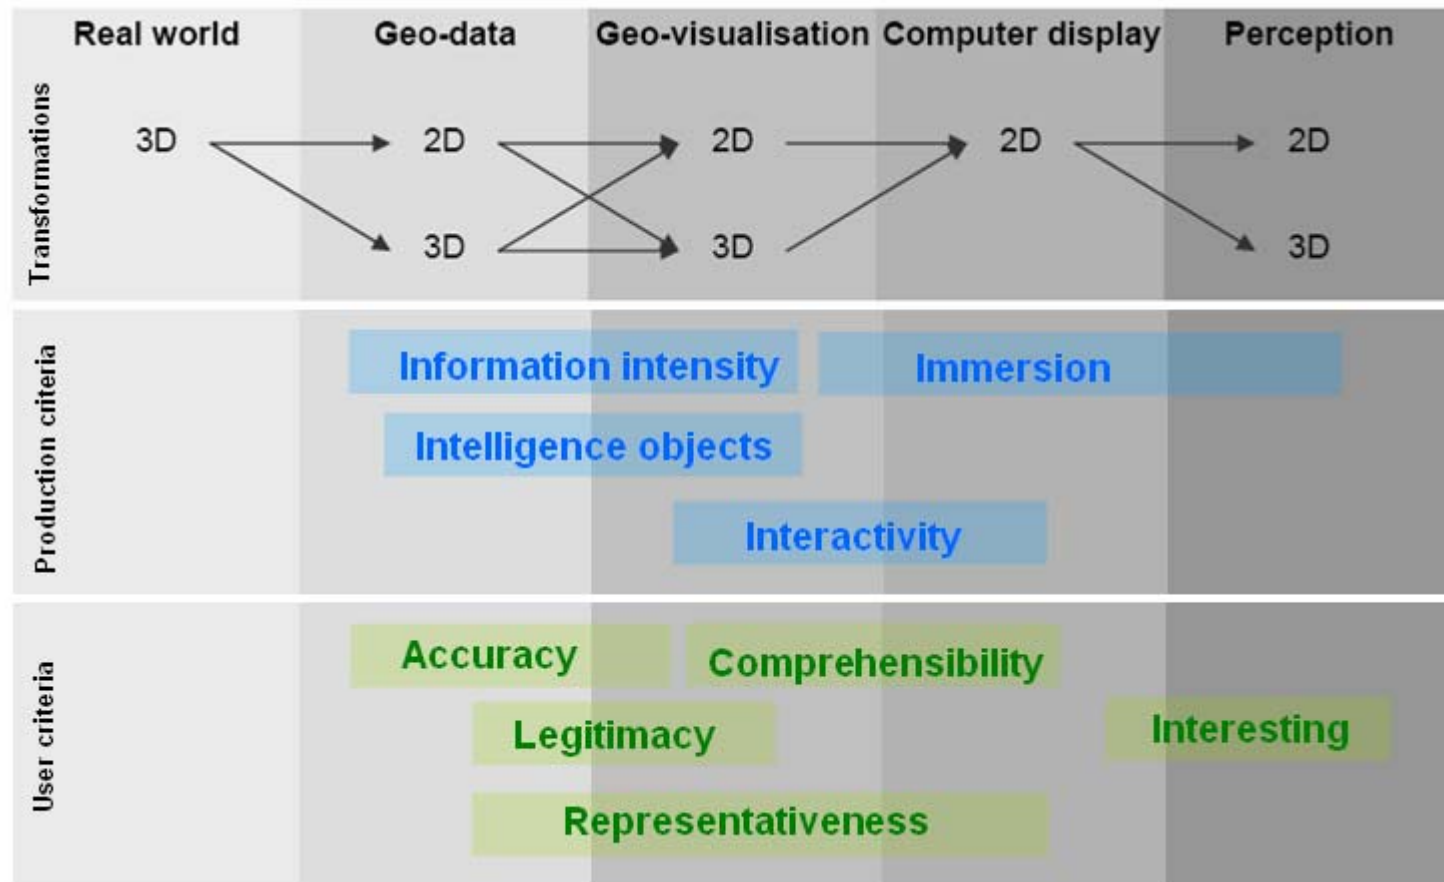 Real world Geo-data Geo-visualisation Computer display Perception
Transformations
3D 2D 2D 2D 2D
3D 3D 3D
Production criteria
Information intensity Immersion
Intelligence objects
Interactivity
User criteria
Accuracy Comprehensibility
Legitimacy Interesting
Representativeness